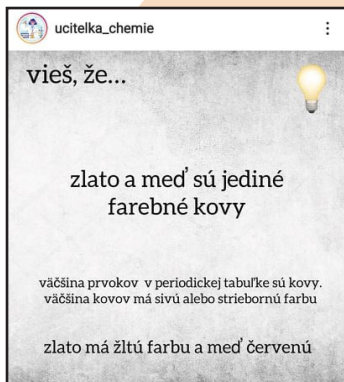 ucitelka_chemie
vieš, že...
zlato a meď sú jediné
farebné kovy
väčšina prvokov v periodickej tabuľke sú kovy.
väčšina kovov má sivú alebo striebornú farbu
zlato má žltú farbu a meď červenú